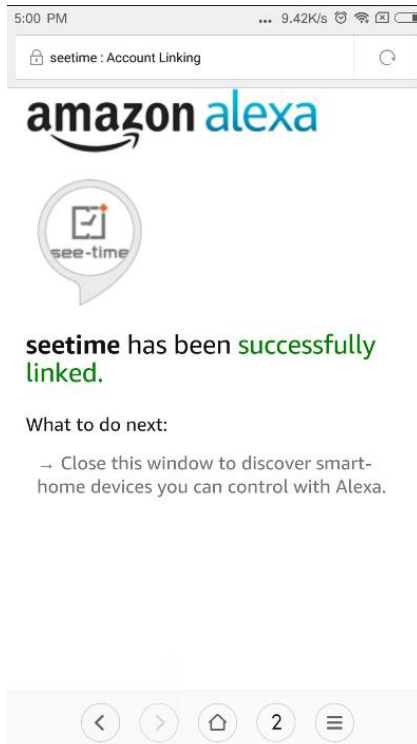 5:00 PM ... 9.42K/s
seetime : Account Linking
amazon alexa
see-time
seetime has been successfully
linked.
What to do next:
→ Close this window to discover smart-
home devices you can control with Alexa.
2